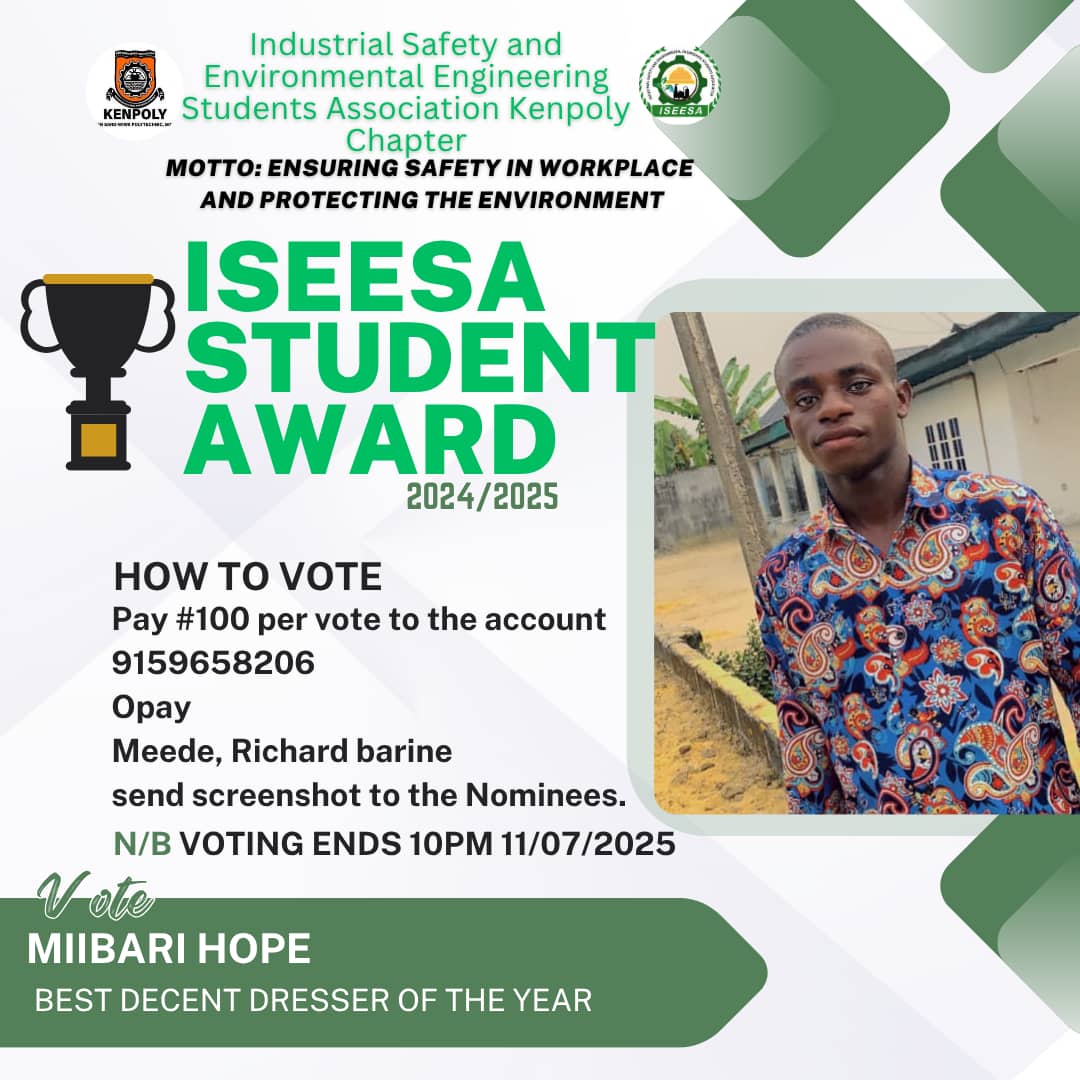 Industrial Safety and
Environmental Engineering
Students Association Kenpoly
Chapter
KENPOLY
ISEESA
MOTTO: ENSURING SAFETY IN WORKPLACE
AND PROTECTING THE ENVIRONMENT
ISEESA
STUDENT
AWARD
2024/2025
HOW TO VOTE
Pay #100 per vote to the account
9159658206
Opay
Meede, Richard barine
send screenshot to the Nominees.
N/B VOTING ENDS 10PM 11/07/2025
Vote
MIIBARI HOPE
BEST DECENT DRESSER OF THE YEAR